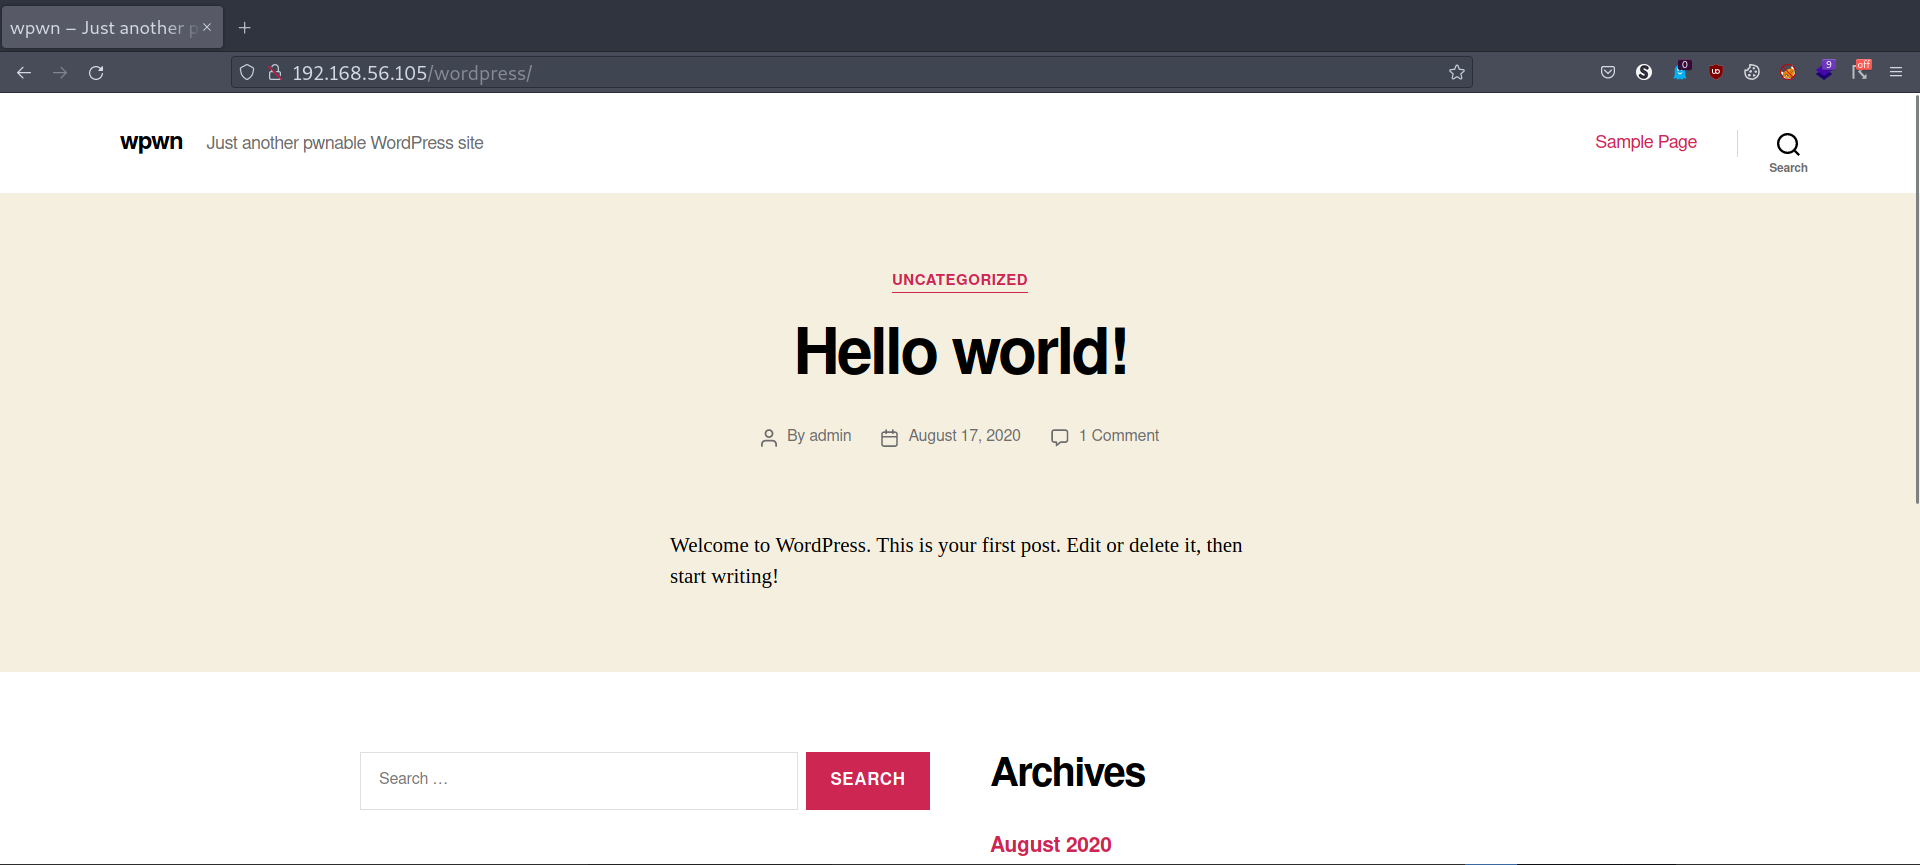 wpwn – Just another p
192.168.56.105/wordpress/
0
9
off
wpwn Just another pwnable WordPress site
Sample Page
Search
UNCATEGORIZED
Hello world!
By admin August 17, 2020 1 Comment
Welcome to WordPress. This is your first post. Edit or delete it, then
start writing!
Search …
SEARCH
Archives
August 2020